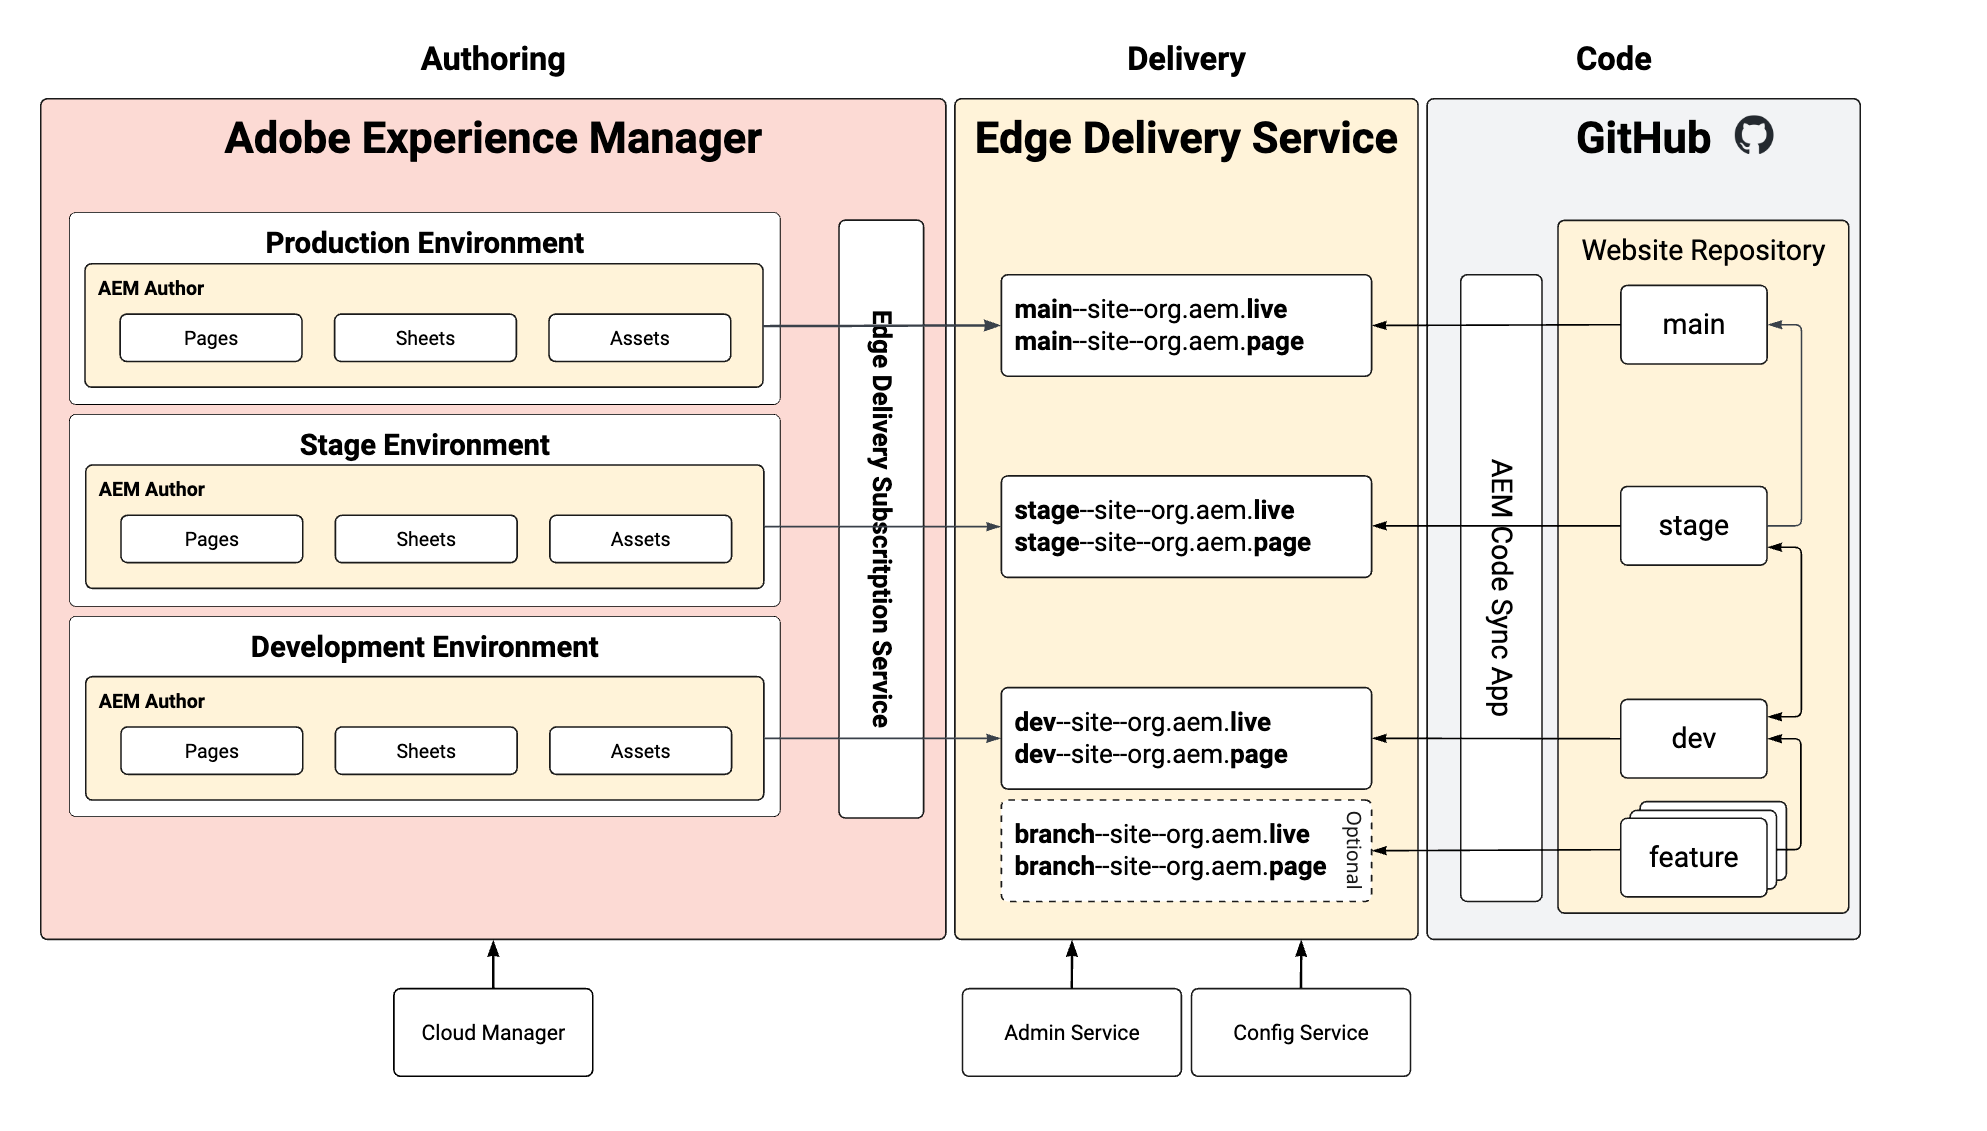 Authoring
Delivery
Code
Adobe Experience Manager
Edge Delivery Service
GitHub
Production Environment
AEM Author
Pages
Sheets
Assets
Stage Environment
AEM Author
Pages
Sheets
Assets
Development Environment
AEM Author
Pages
Sheets
Assets
Edge Delivery Subscritption Service
main--site--org.aem.live
main--site--org.aem.page
stage--site--org.aem.live
stage--site--org.aem.page
dev--site--org.aem.live
dev--site--org.aem.page
branch--site--org.aem.live
branch--site--org.aem.page
Optional
AEM Code Sync App
Website Repository
main
stage
dev
feature
Cloud Manager
Admin Service
Config Service